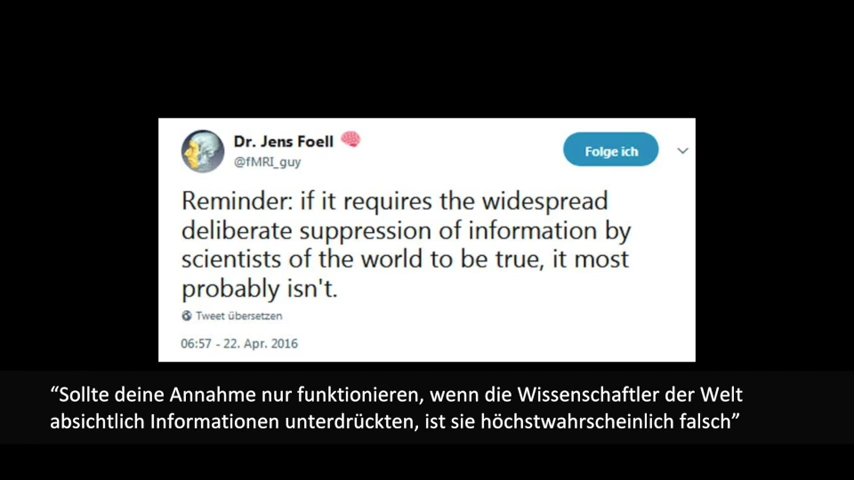 Dr. Jens Foell
@fMRI_guy
Folge ich
Reminder: if it requires the widespread
deliberate suppression of information by
scientists of the world to be true, it most
probably isn't.
Tweet übersetzen
06:57 - 22. Apr. 2016
“Sollte deine Annahme nur funktionieren, wenn die Wissenschaftler der Welt
absichtlich Informationen unterdrückten, ist sie höchstwahrscheinlich falsch”